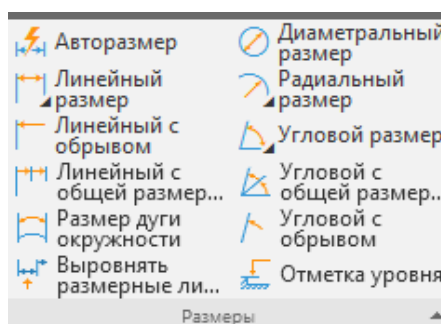 Авторазмер
Линейный
размер
Линейный с
обрывом
Линейный с
общей размер...
Размер дуги
окружности
Выровнять
размерные ли...
Диаметральный
размер
Радиальный
размер
Угловой размер
Угловой с
общей размер...
Угловой с
обрывом
Отметка уровня
Размеры